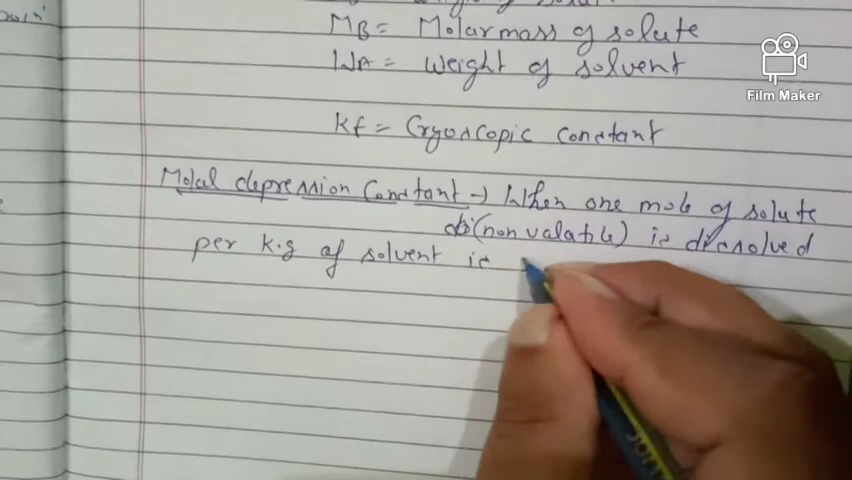 MB = Molar mass of solute
WA = Weight of solvent
Film Maker
Kf = Cryoscopic constant
Molal depression Constant → When one mole of solute
(non valatile) is dissolved
per k.g of solvent is